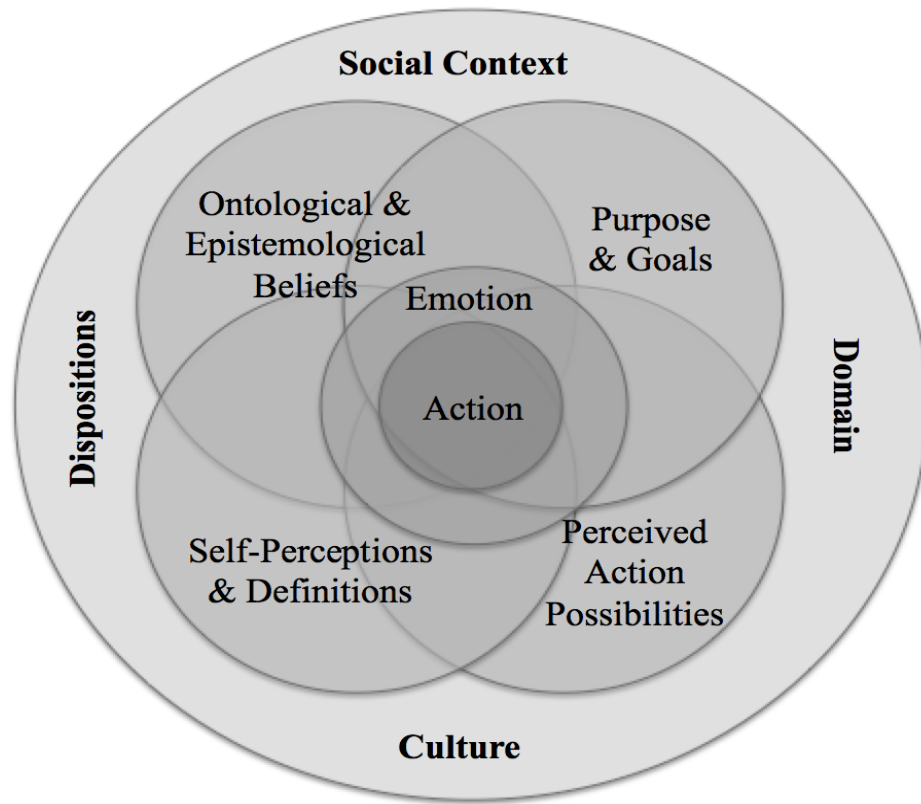 Social Context
Ontological &
Epistemological
Beliefs
Purpose
& Goals
Emotion
Dispositions
Action
Domain
Self-Perceptions
& Definitions
Perceived
Action
Possibilities
Culture